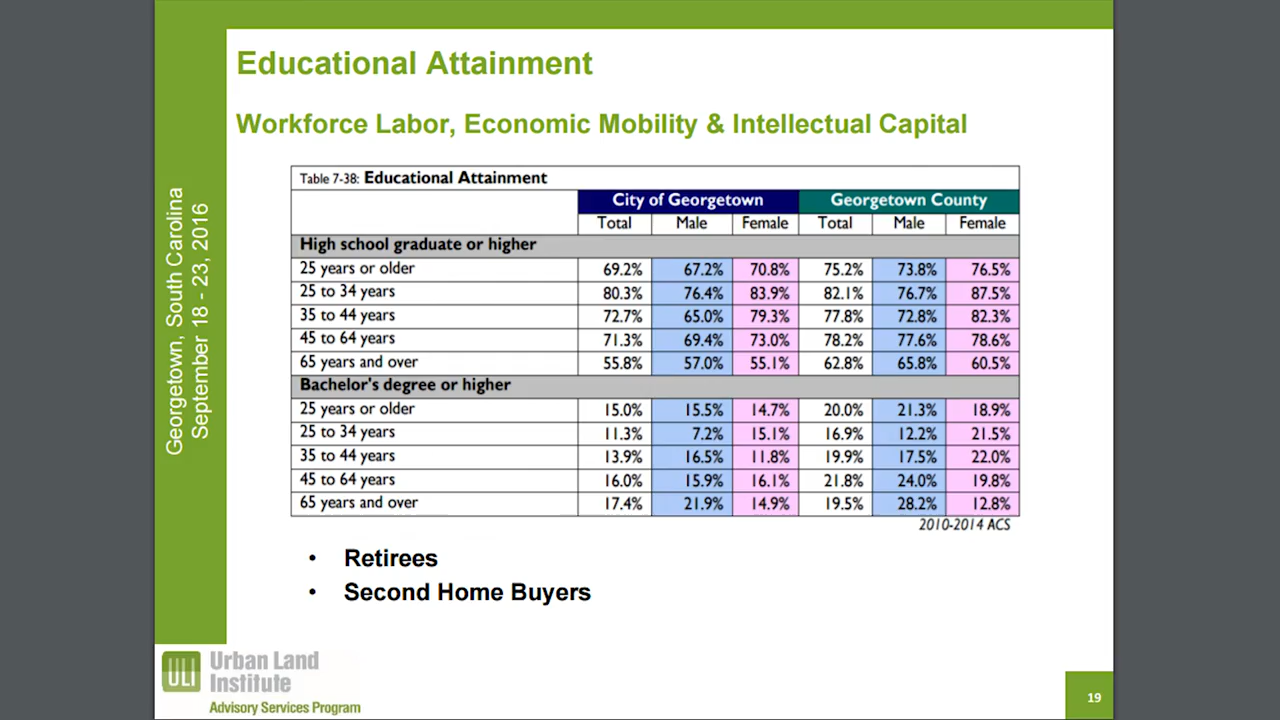 Educational Attainment
Workforce Labor, Economic Mobility & Intellectual Capital
Georgetown, South Carolina
September 18 - 23, 2016
Table 7-38: Educational Attainment
City of Georgetown Georgetown County
Total Male Female Total Male Female
High school graduate or higher
25 years or older 69.2% 67.2% 70.8% 75.2% 73.8% 76.5%
25 to 34 years 80.3% 76.4% 83.9% 82.1% 76.7% 87.5%
35 to 44 years 72.7% 65.0% 79.3% 77.8% 72.8% 82.3%
45 to 64 years 71.3% 69.4% 73.0% 78.2% 77.6% 78.6%
65 years and over 55.8% 57.0% 55.1% 62.8% 65.8% 60.5%
Bachelor's degree or higher
25 years or older 15.0% 15.5% 14.7% 20.0% 21.3% 18.9%
25 to 34 years 11.3% 7.2% 15.1% 16.9% 12.2% 21.5%
35 to 44 years 13.9% 16.5% 11.8% 19.9% 17.5% 22.0%
45 to 64 years 16.0% 15.9% 16.1% 21.8% 24.0% 19.8%
65 years and over 17.4% 21.9% 14.9% 19.5% 28.2% 12.8%
2010-2014 ACS
• Retirees
• Second Home Buyers
ULI Urban Land
Institute
Advisory Services Program
19